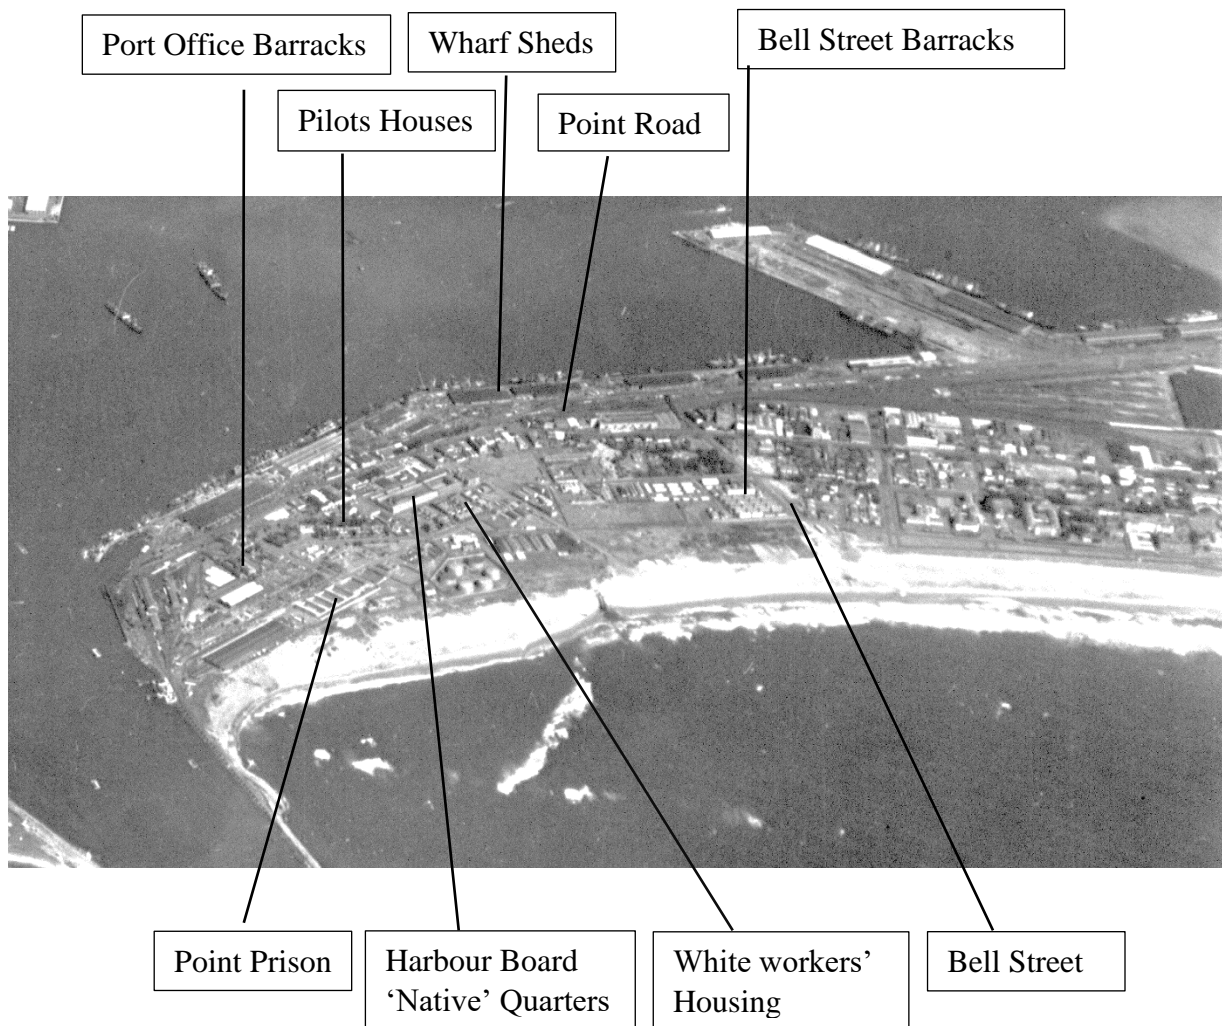 Port Office Barracks
Wharf Sheds
Bell Street Barracks
Pilots Houses
Point Road
Point Prison
Harbour Board
‘Native’ Quarters
White workers’
Housing
Bell Street